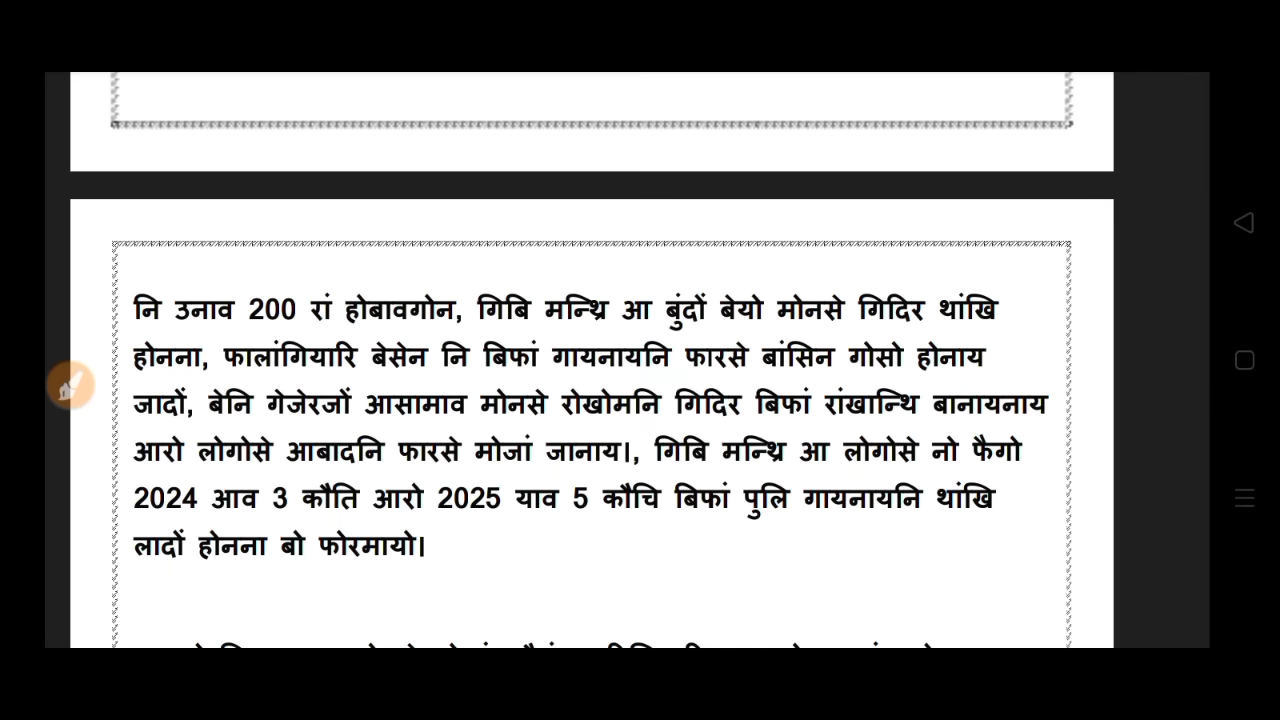 नि उनाव 200 रां होबावगोन, गिबि मन्थ्रि आ बुंदों बेयो मोनसे गिदिर थांखि
होनना, फालांगियारि बेसेन नि बिफां गायनायनि फारसे बांसिन गोसो होनाय
जादों, बेनि गेजेरजों आसामाव मोनसे रोखोमनि गिदिर बिफां रांखान्थि बानायनाय
आरो लोगोसे आबादनि फारसे मोजां जानाय।, गिबि मन्थ्रि आ लोगोसे नो फैगो
2024 आव 3 कौति आरो 2025 याव 5 कौचि बिफां पुलि गायनायनि थांखि
लादों होनना बो फोरमायो।